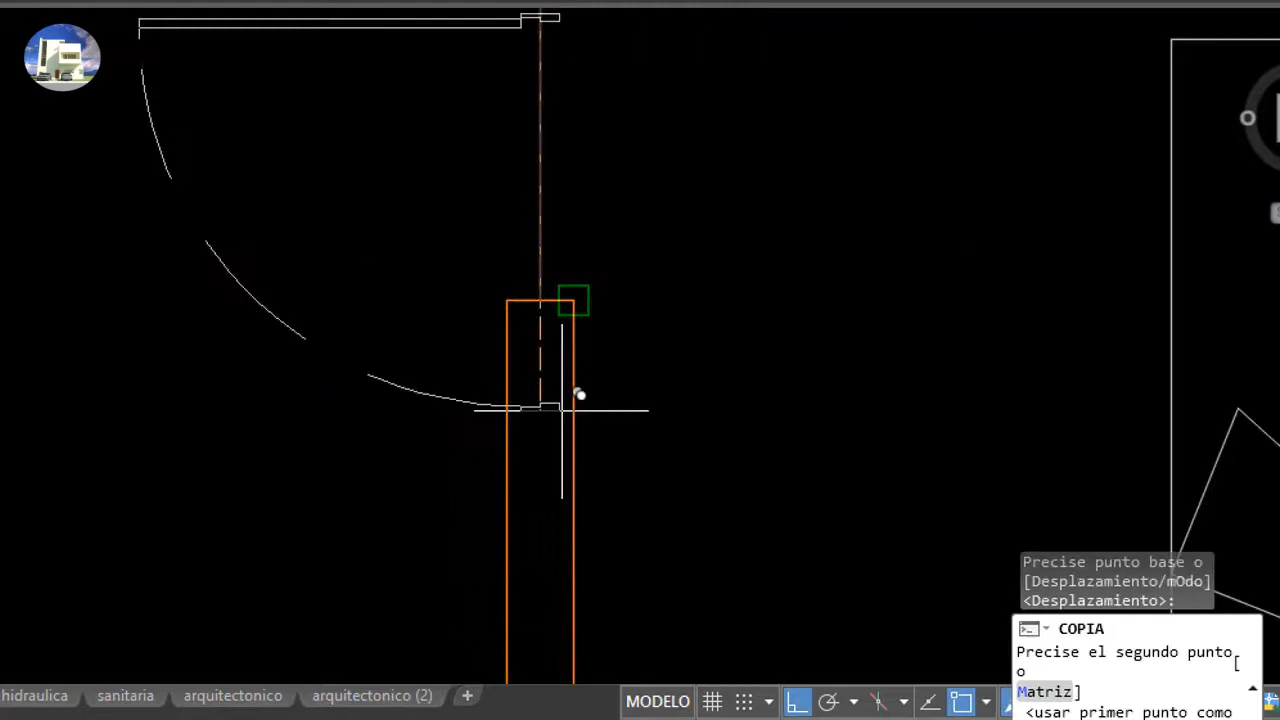 O
Precise punto base o
[Desplazamiento/mOdo]
<Desplazamiento>:
COPIA
Precise el segundo punto
o [
Matriz]
<usar primer punto como
hidraulica
sanitaria
arquitectonico
arquitectonico (2)
+
MODELO